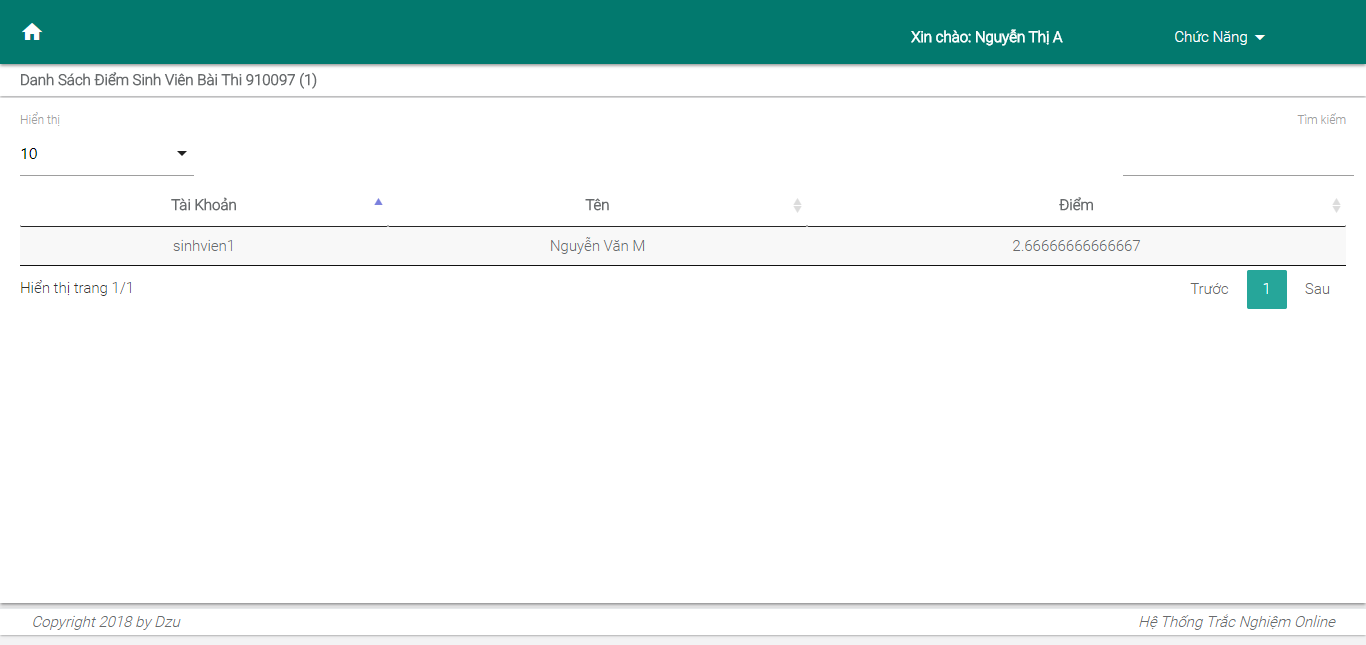 Xin chào: Nguyễn Thị A Chức Năng
Danh Sách Điểm Sinh Viên Bài Thi 910097 (1)
Hiển thị Tìm kiếm
10
Tài Khoản Tên Điểm
sinhvien1 Nguyễn Văn M 2.66666666666667
Hiển thị trang 1/1 Trước 1 Sau
Copyright 2018 by Dzu Hệ Thống Trắc Nghiệm Online